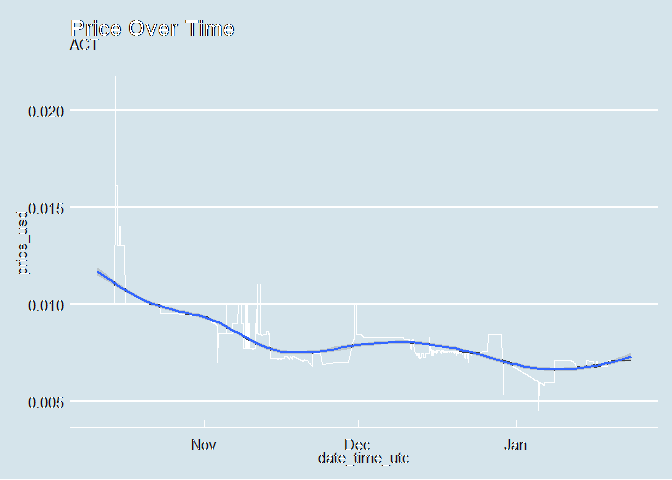 Price Over Time
ACT
0.020
0.015
0.010
0.005
price_usd
Nov Dec Jan
date_time_utc